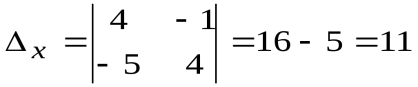 Δₓ = | 4 - 1 | = 16 - 5 = 11
| - 5 4 |